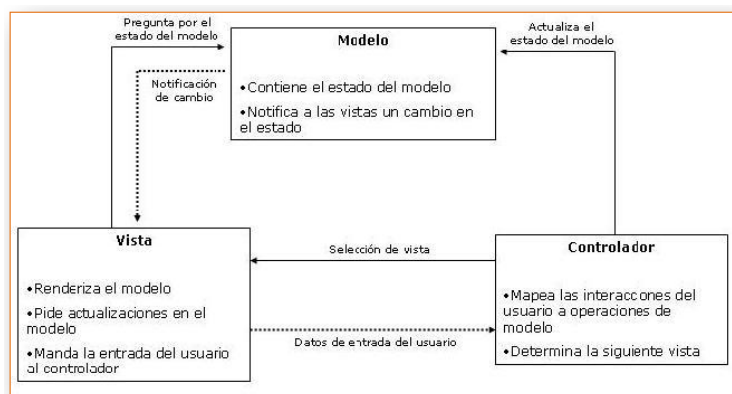 Pregunta por el
estado del modelo
Modelo
•Contiene el estado del modelo
•Notifica a las vistas un cambio en
el estado
Actualiza el
estado del modelo
Notificación
de cambio
Vista
•Renderiza el modelo
•Pide actualizaciones en el
modelo
•Manda la entrada del usuario
al controlador
Selección de vista
Datos de entrada del usuario
Controlador
•Mapea las interaccones del
usuario a operaciones de
modelo
•Determina la siguiente vista